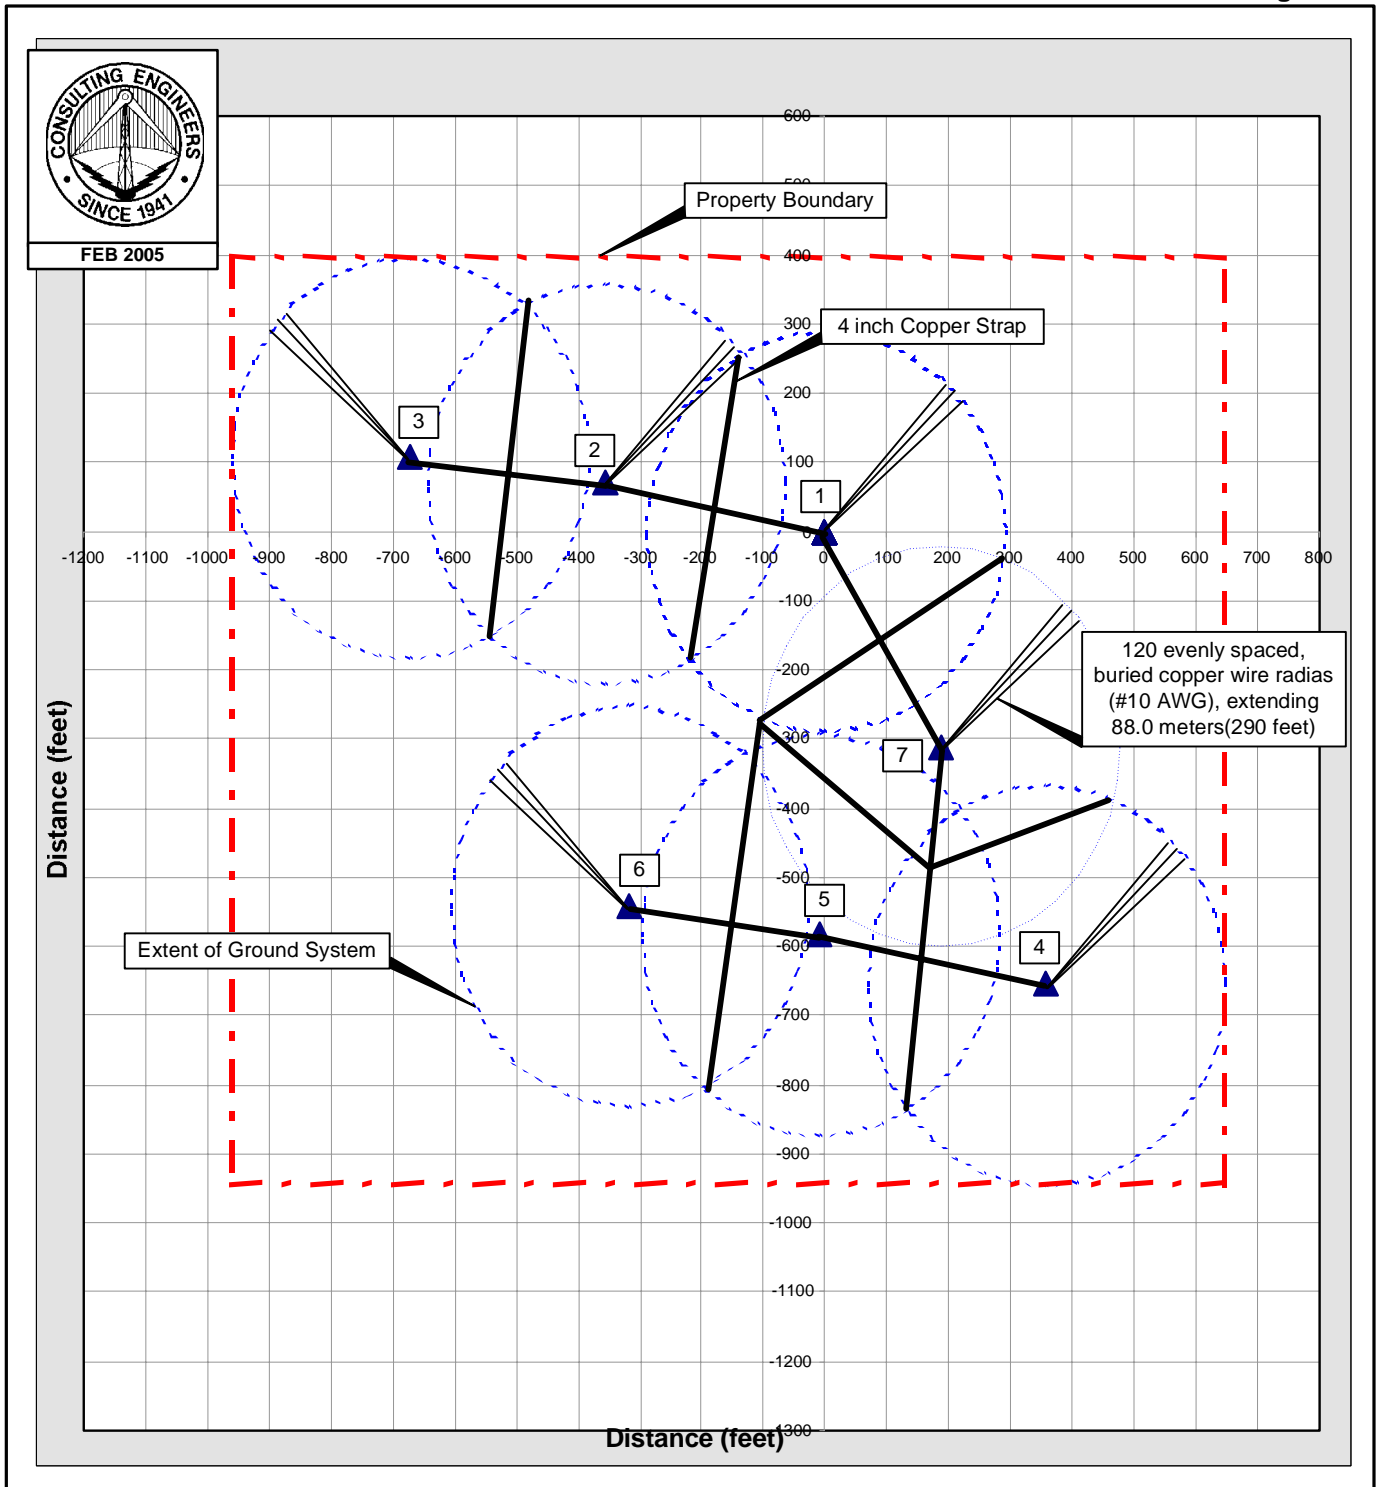 CONSULTING ENGINEERS
SINCE 1941
FEB 2005
Property Boundary
4 inch Copper Strap
120 evenly spaced,
buried copper wire radias
(#10 AWG), extending
88.0 meters(290 feet)
Extent of Ground System
3
2
1
7
6
5
4
600
500
400
300
200
100
0
-100
-200
-300
-400
-500
-600
-700
-800
-900
-1000
-1100
-1200
-1300
-1200 -1100 -1000 -900 -800 -700 -600 -500 -400 -300 -200 -100 0 100 200 300 400 500 600 700 800
Distance (feet)
Distance (feet)